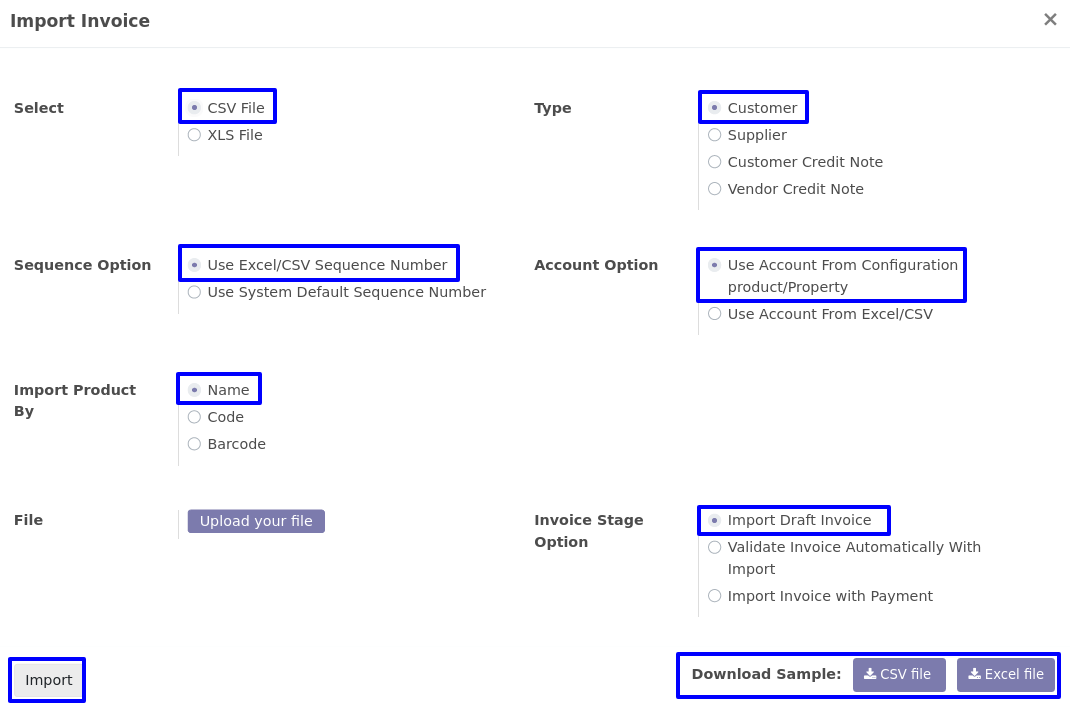 Import Invoice ×
Select
CSV File
XLS File
Type
Customer
Supplier
Customer Credit Note
Vendor Credit Note
Sequence Option
Use Excel/CSV Sequence Number
Use System Default Sequence Number
Account Option
Use Account From Configuration
product/Property
Use Account From Excel/CSV
Import Product
By
Name
Code
Barcode
File
Upload your file
Invoice Stage
Option
Import Draft Invoice
Validate Invoice Automatically With
Import
Import Invoice with Payment
Import
Download Sample: CSV file Excel file